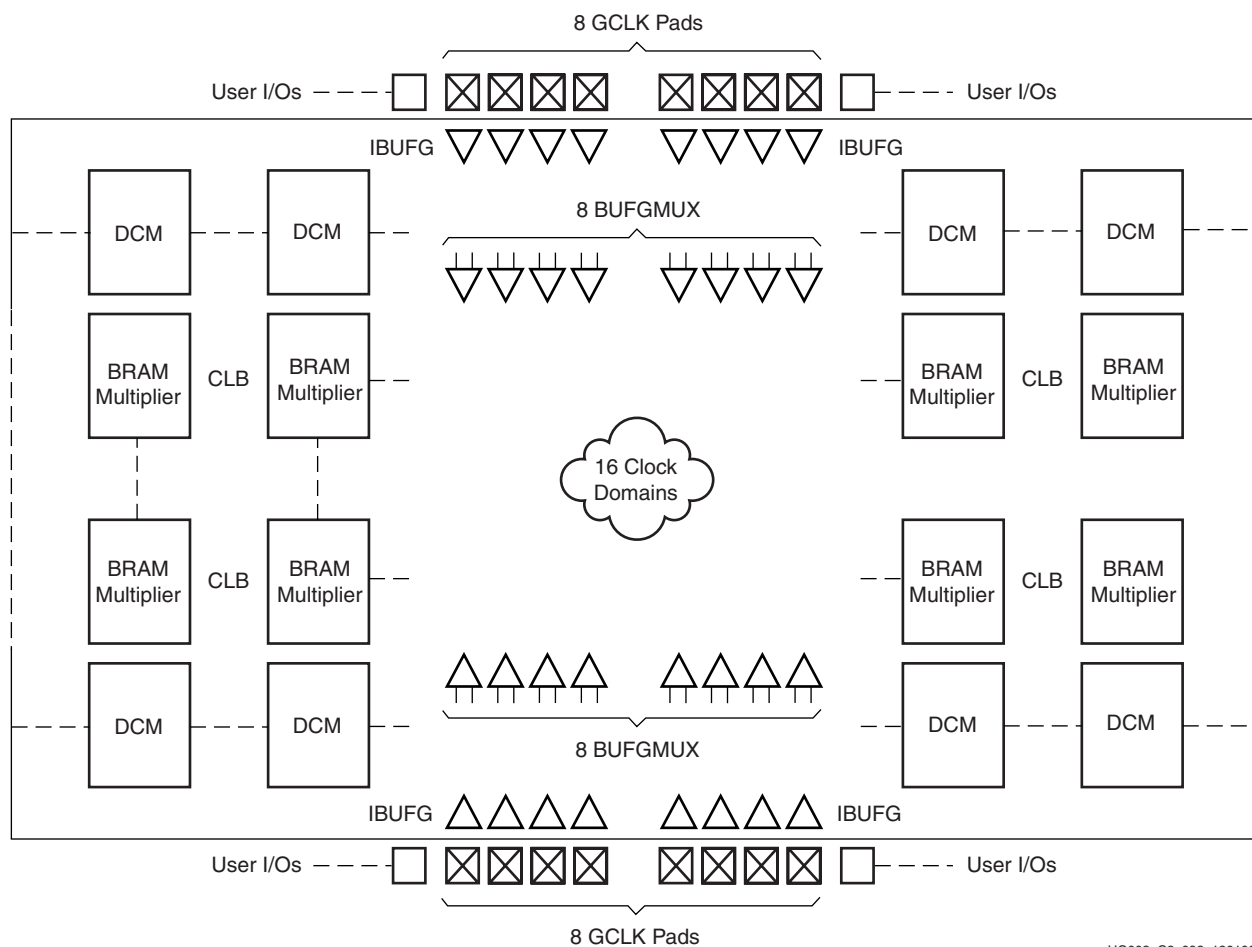 8 GCLK Pads
User I/Os
User I/Os
IBUFG
IBUFG
DCM
DCM
8 BUFGMUX
DCM
DCM
BRAM
Multiplier
CLB
BRAM
Multiplier
BRAM
Multiplier
CLB
BRAM
Multiplier
16 Clock
Domains
BRAM
Multiplier
CLB
BRAM
Multiplier
BRAM
Multiplier
CLB
BRAM
Multiplier
DCM
DCM
8 BUFGMUX
DCM
DCM
IBUFG
IBUFG
User I/Os
User I/Os
8 GCLK Pads